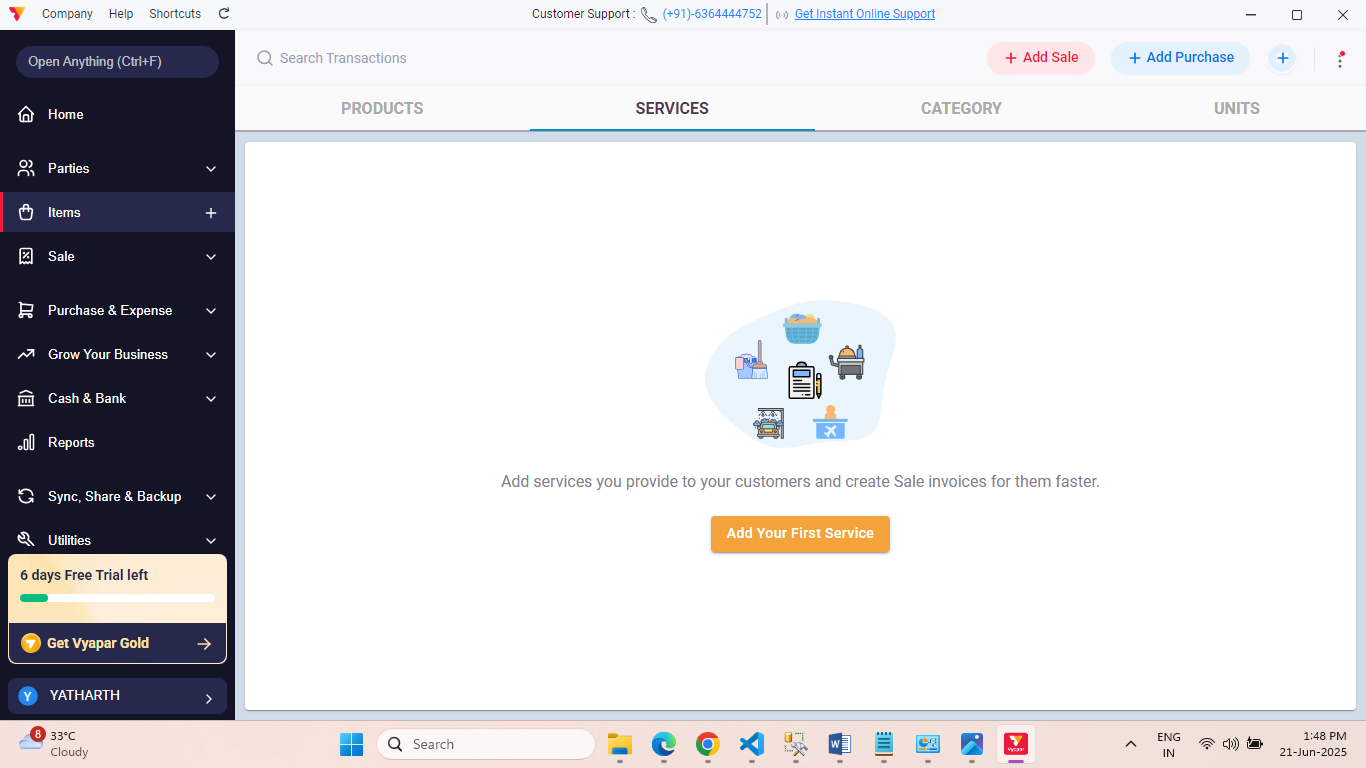 Company Help Shortcuts
Customer Support : (+91)-6364444752 Get Instant Online Support
Open Anything (Ctrl+F)
Search Transactions
Add Sale
Add Purchase
PRODUCTS
SERVICES
CATEGORY
UNITS
Home
Parties
Items
Sale
Purchase & Expense
Grow Your Business
Cash & Bank
Reports
Sync, Share & Backup
Utilities
6 days Free Trial left
Get Vyapar Gold
Y YATHARTH
Add services you provide to your customers and create Sale invoices for them faster.
Add Your First Service
8
33°C
Cloudy
Search
Vyapar
ENG
IN
1:48 PM
21-Jun-2025